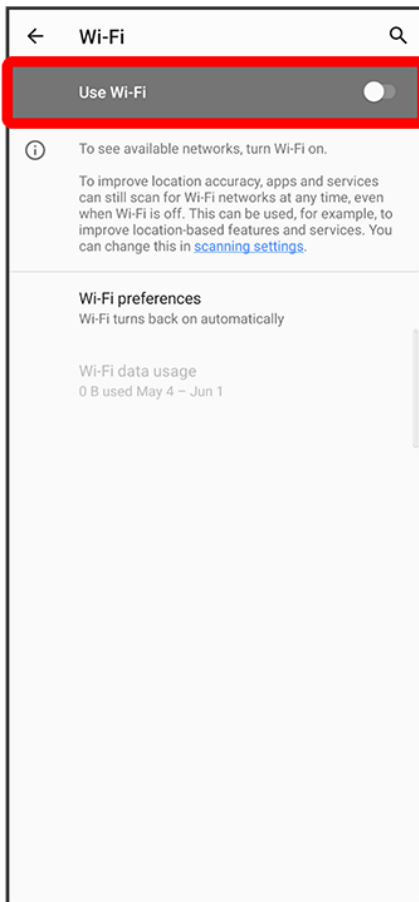 Wi-Fi
Use Wi-Fi
To see available networks, turn Wi-Fi on.
To improve location accuracy, apps and services
can still scan for Wi-Fi networks at any time, even
when Wi-Fi is off. This can be used, for example, to
improve location-based features and services. You
can change this in scanning settings.
Wi-Fi preferences
Wi-Fi turns back on automatically
Wi-Fi data usage
0 B used May 4 – Jun 1